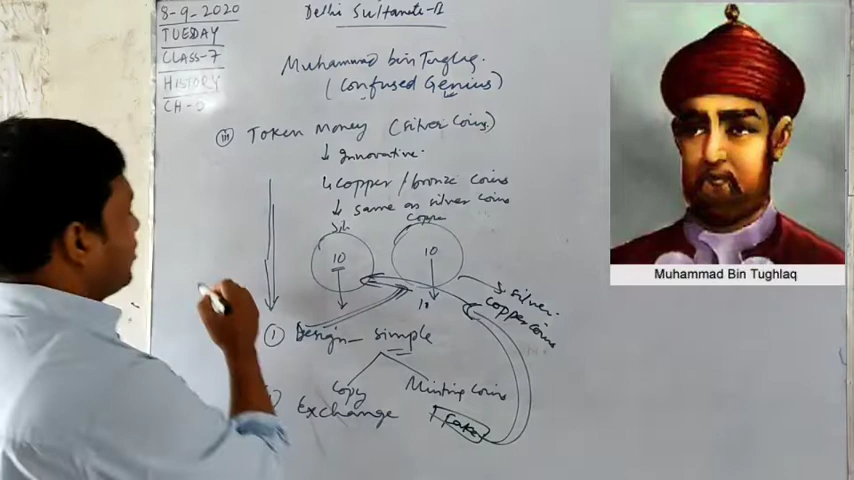 8-9-2020
TUESDAY
CLASS-7
HISTORY
CH-5
Delhi Sultanate-II
Muhammad bin Tughlaq.
(Confused Genius)
(iii) Token Money (silver coins)
↓ Innovative.
↳ copper / bronze coins
↓ same as silver coins
10
10
10
silver
copper coins
① Design - simple
copy
Minting coins
Exchange
Fake
Muhammad Bin Tughlaq